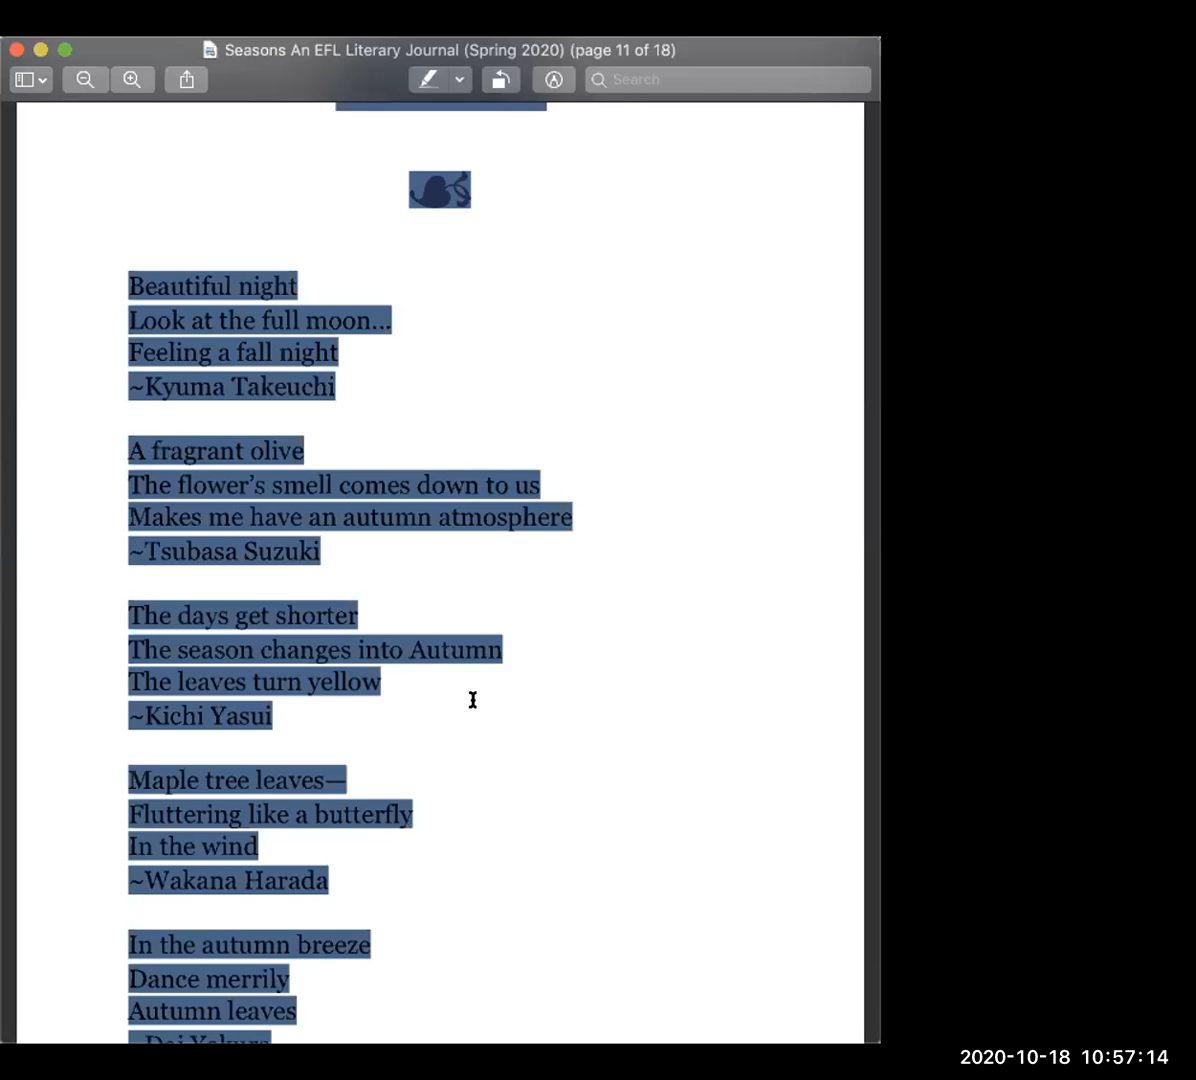 Seasons An EFL Literary Journal (Spring 2020) (page 11 of 18)
Search
Beautiful night
Look at the full moon...
Feeling a fall night
~Kyuma Takeuchi
A fragrant olive
The flower’s smell comes down to us
Makes me have an autumn atmosphere
~Tsubasa Suzuki
The days get shorter
The season changes into Autumn
The leaves turn yellow
~Kichi Yasui
Maple tree leaves—
Fluttering like a butterfly
In the wind
~Wakana Harada
In the autumn breeze
Dance merrily
Autumn leaves
2020-10-18 10:57:14